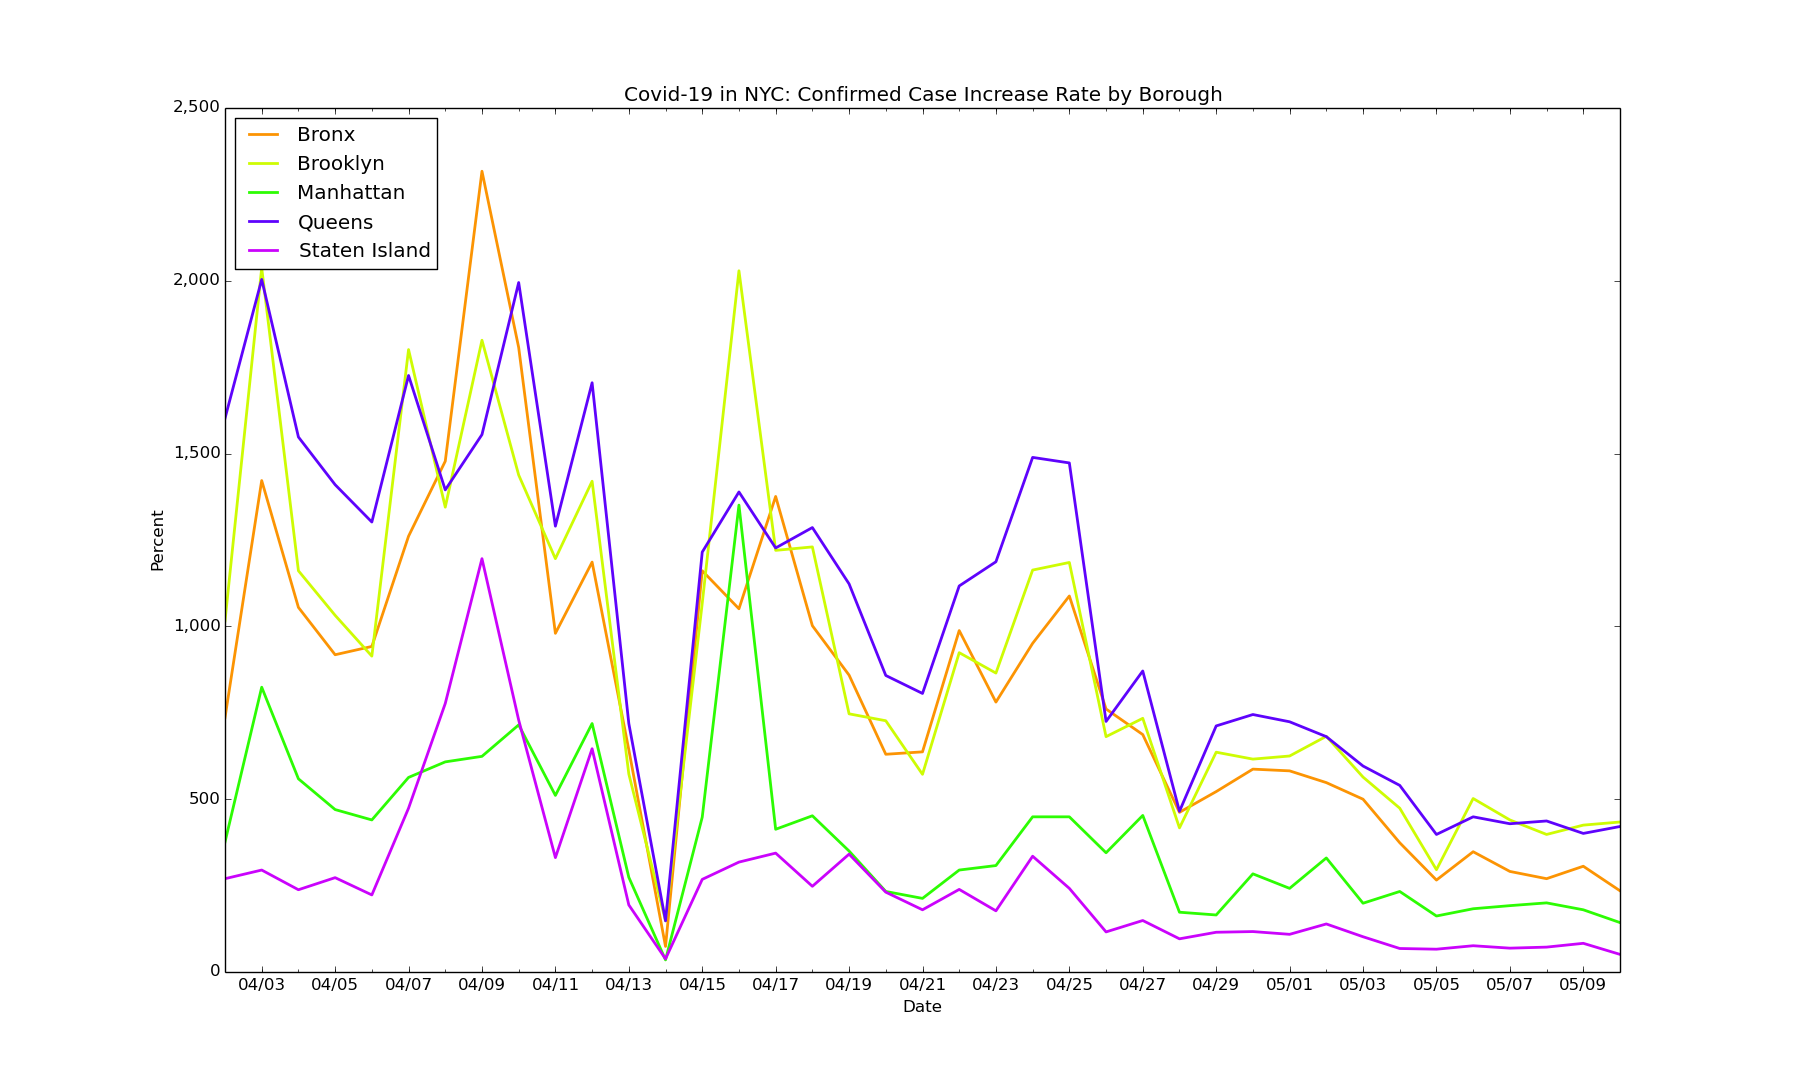 Covid-19 in NYC: Confirmed Case Increase Rate by Borough
2,500
2,000
1,500
1,000
500
0
Percent
Bronx
Brooklyn
Manhattan
Queens
Staten Island
04/03 04/05 04/07 04/09 04/11 04/13 04/15 04/17 04/19 04/21 04/23 04/25 04/27 04/29 05/01 05/03 05/05 05/07 05/09
Date